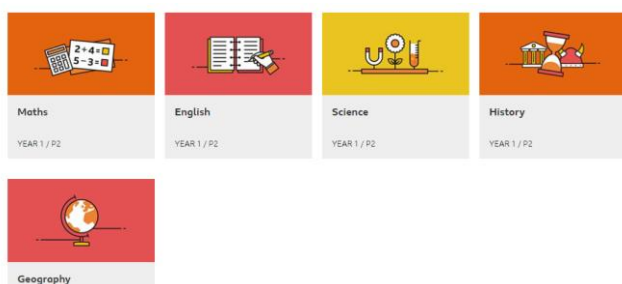 2+4=
5-3=
Maths
YEAR 1 / P2
English
YEAR 1 / P2
Science
YEAR 1 / P2
History
YEAR 1 / P2
Geography